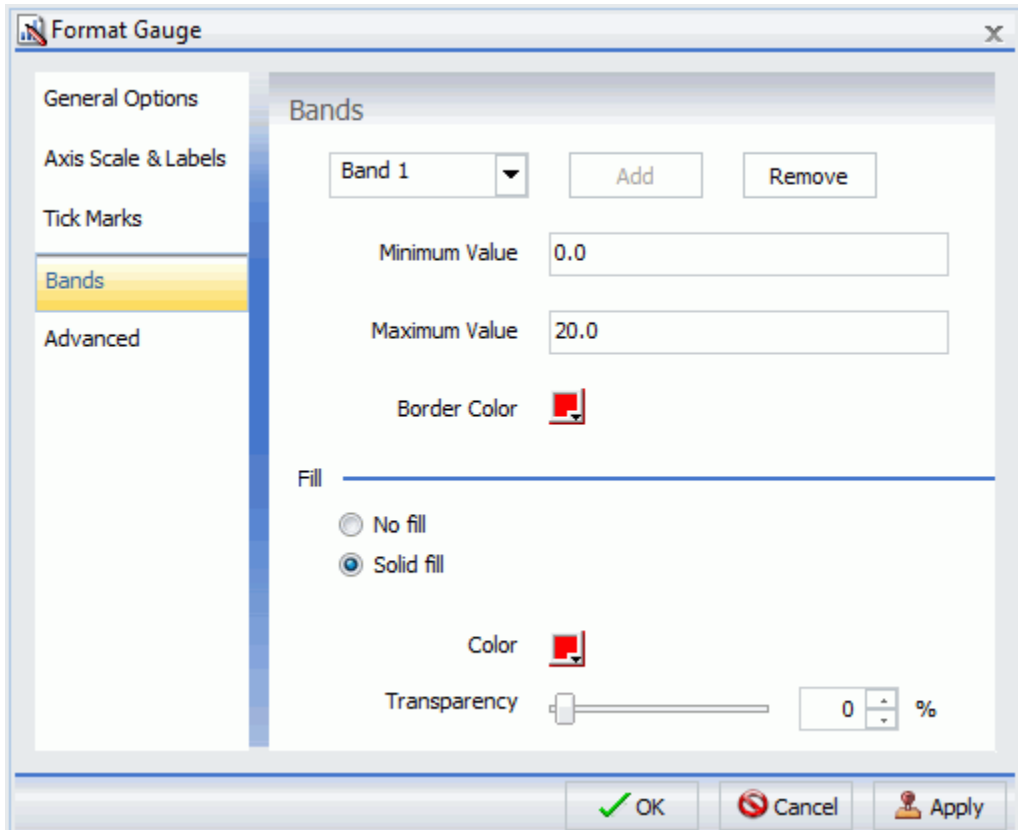 Format Gauge
x
General Options
Axis Scale & Labels
Tick Marks
Bands
Advanced
Bands
Band 1 Add Remove
Minimum Value 0.0
Maximum Value 20.0
Border Color
Fill
No fill
Solid fill
Color
Transparency 0 %
OK Cancel Apply